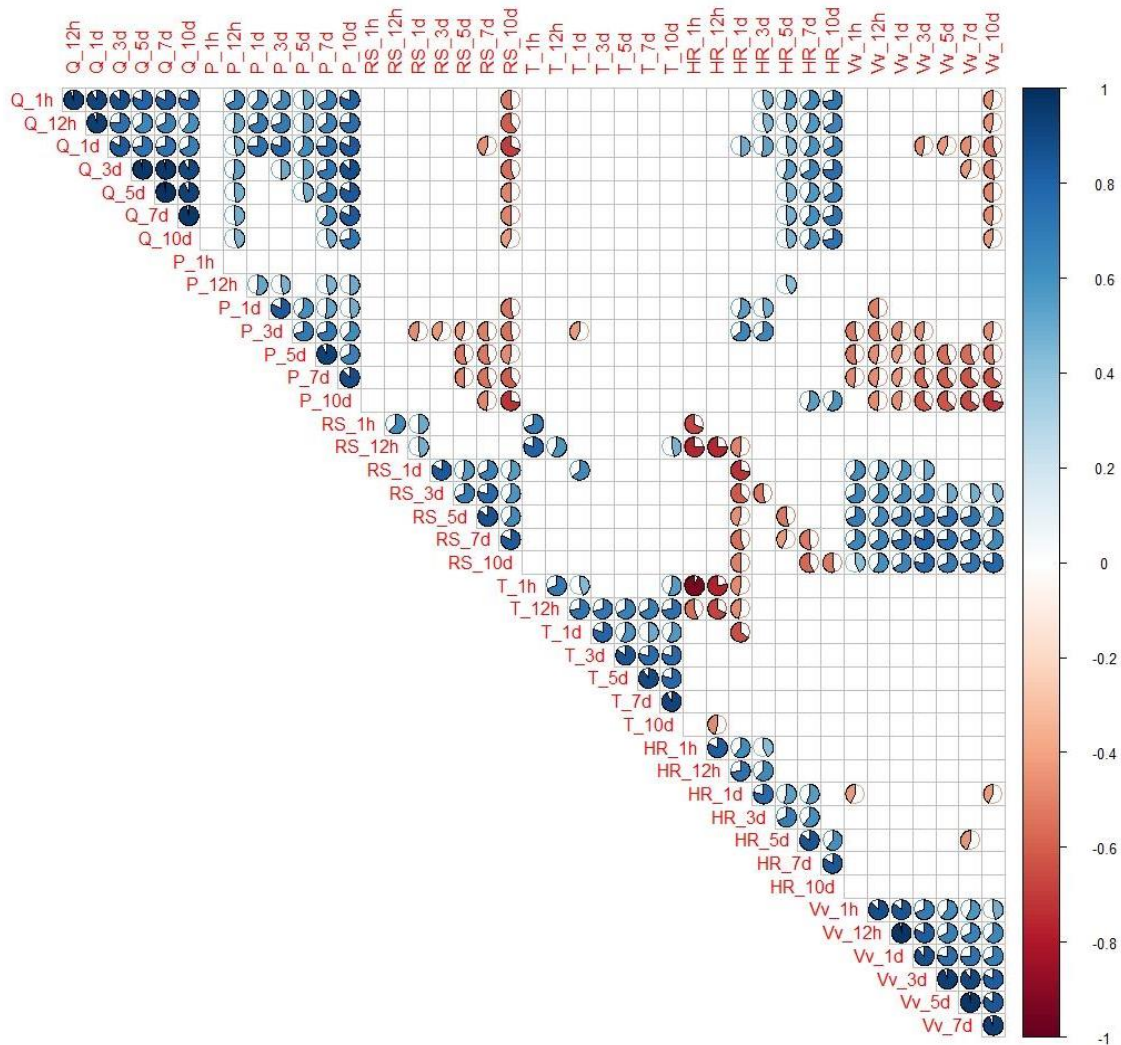 Q_12h
Q_1d
Q_3d
Q_5d
Q_7d
Q_10d
P_1h
P_12h
P_1d
P_3d
P_5d
P_7d
P_10d
RS_1h
RS_12h
RS_1d
RS_3d
RS_5d
RS_7d
RS_10d
T_1h
T_12h
T_1d
T_3d
T_5d
T_7d
T_10d
HR_1h
HR_12h
HR_1d
HR_3d
HR_5d
HR_7d
HR_10d
Vv_1h
Vv_12h
Vv_1d
Vv_3d
Vv_5d
Vv_7d
Vv_10d
Q_1h
Q_12h
Q_1d
Q_3d
Q_5d
Q_7d
Q_10d
P_1h
P_12h
P_1d
P_3d
P_5d
P_7d
P_10d
RS_1h
RS_12h
RS_1d
RS_3d
RS_5d
RS_7d
RS_10d
T_1h
T_12h
T_1d
T_3d
T_5d
T_7d
T_10d
HR_1h
HR_12h
HR_1d
HR_3d
HR_5d
HR_7d
HR_10d
Vv_1h
Vv_12h
Vv_1d
Vv_3d
Vv_5d
Vv_7d
1
0.8
0.6
0.4
0.2
0
-0.2
-0.4
-0.6
-0.8
-1